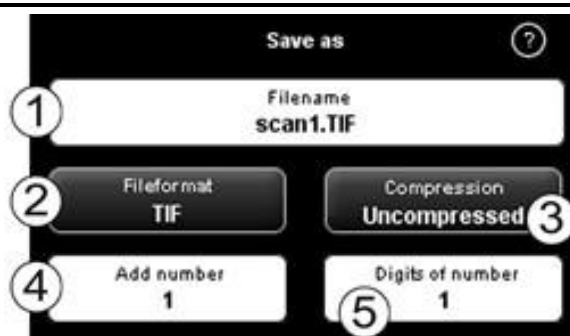 Save as ?
1 Filename
scan1.TIF
2 Fileformat Compression
TIF Uncompressed 3
4 Add number Digits of number
1 5 1